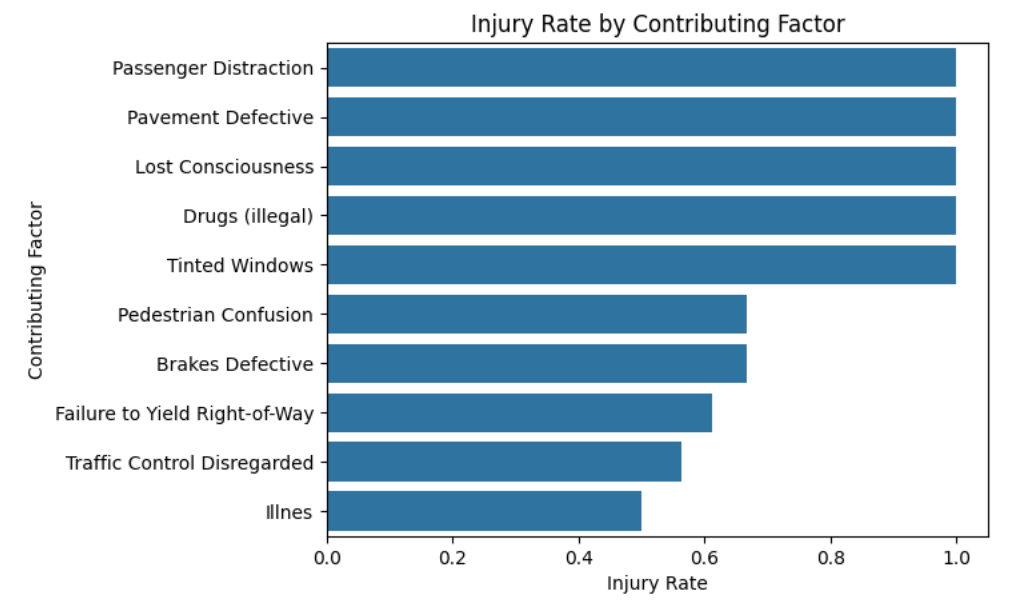 Injury Rate by Contributing Factor
Contributing Factor
Passenger Distraction
Pavement Defective
Lost Consciousness
Drugs (illegal)
Tinted Windows
Pedestrian Confusion
Brakes Defective
Failure to Yield Right-of-Way
Traffic Control Disregarded
Illnes
0.0 0.2 0.4 0.6 0.8 1.0
Injury Rate